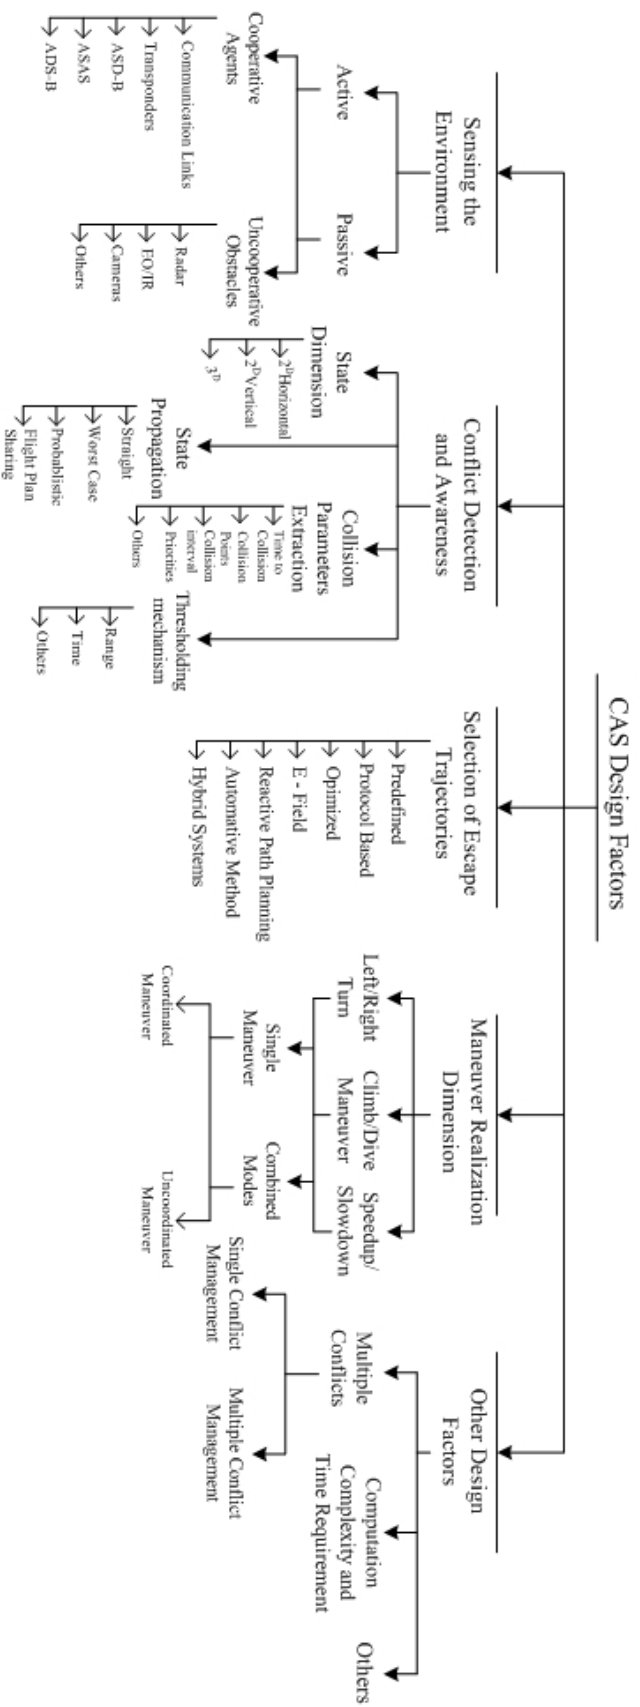 CAS Design Factors
Sensing the
Environment
Active
Passive
Cooperative
Agents
Communication Links
Transponders
ASD-B
ASAS
ADS-B
Uncooperative
Obstacles
Radar
EO/IR
Cameras
Others
Conflict Detection
and Awareness
State
Dimension
2D Horizontal
2D Vertical
3D
State
Propagation
Straight
Worst Case
Probablistic
Flight Plan
Sharing
Collision
Parameters
Extraction
Time to
Collision
Collision
Points
Collision
interval
Priorities
Others
Thresholding
mechanism
Range
Time
Others
Selection of Escape
Trajectories
Predefined
Protocol Based
Opimized
E - Field
Reactive Path Planning
Automative Method
Hybrid Systems
Maneuver Realization
Dimension
Left/Right
Turn
Climb/Dive
Maneuver
Speedup/
Slowdown
Single
Maneuver
Combined
Modes
Coordinated
Maneuver
Uncoordinated
Maneuver
Other Design
Factors
Multiple
Conflicts
Single Conflict
Management
Multiple Conflict
Management
Computation
Complexity and
Time Requirement
Others